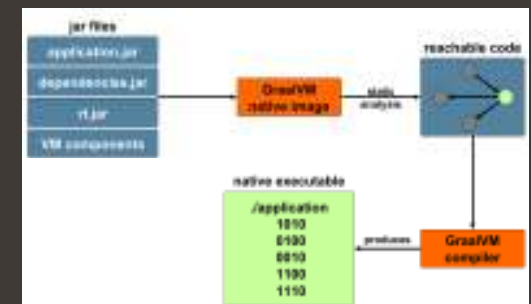 jar files
application.jar
dependencies.jar
rt.jar
VM components
GraalVM
native image
static
analysis
reachable code
native executable
./application
1010
0100
0010
1100
1110
produces
GraalVM
compiler